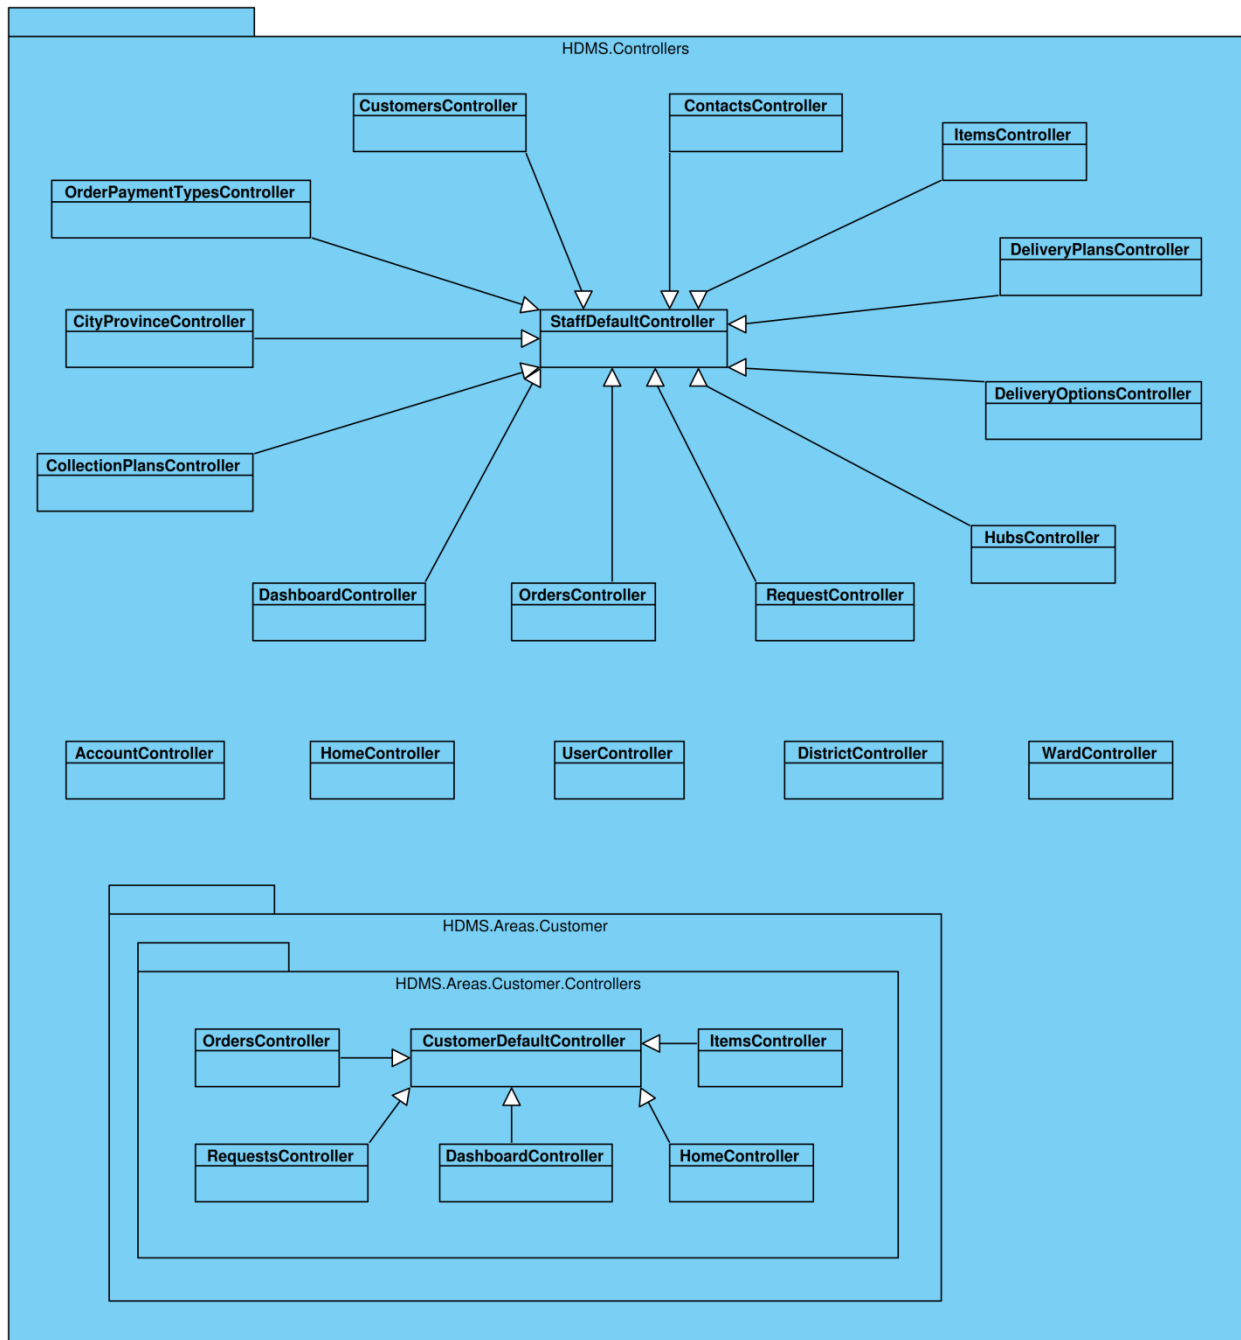 HDMS.Controllers
CustomersController
ContactsController
ItemsController
OrderPaymentTypesController
DeliveryPlansController
CityProvinceController
StaffDefaultController
DeliveryOptionsController
CollectionPlansController
HubsController
DashboardController
OrdersController
RequestController
AccountController
HomeController
UserController
DistrictController
WardController
HDMS.Areas.Customer
HDMS.Areas.Customer.Controllers
OrdersController
CustomerDefaultController
ItemsController
RequestsController
DashboardController
HomeController